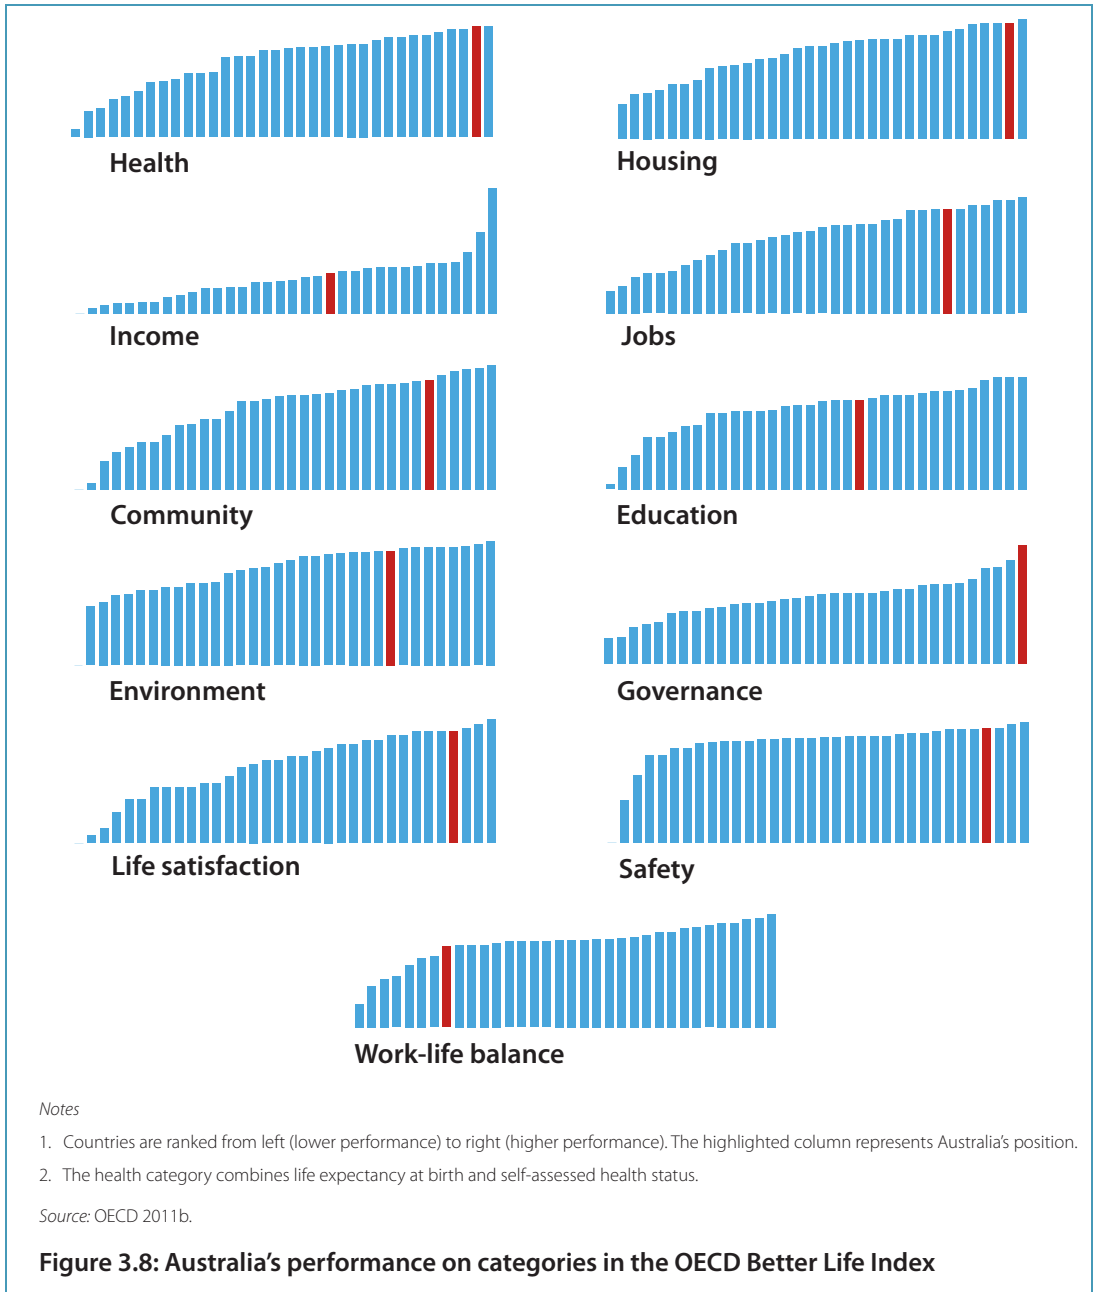 Health
Housing
Income
Jobs
Community
Education
Environment
Governance
Life satisfaction
Safety
Work-life balance
Notes
1. Countries are ranked from left (lower performance) to right (higher performance). The highlighted column represents Australia's position.
2. The health category combines life expectancy at birth and self-assessed health status.
Source: OECD 2011b.
Figure 3.8: Australia's performance on categories in the OECD Better Life Index